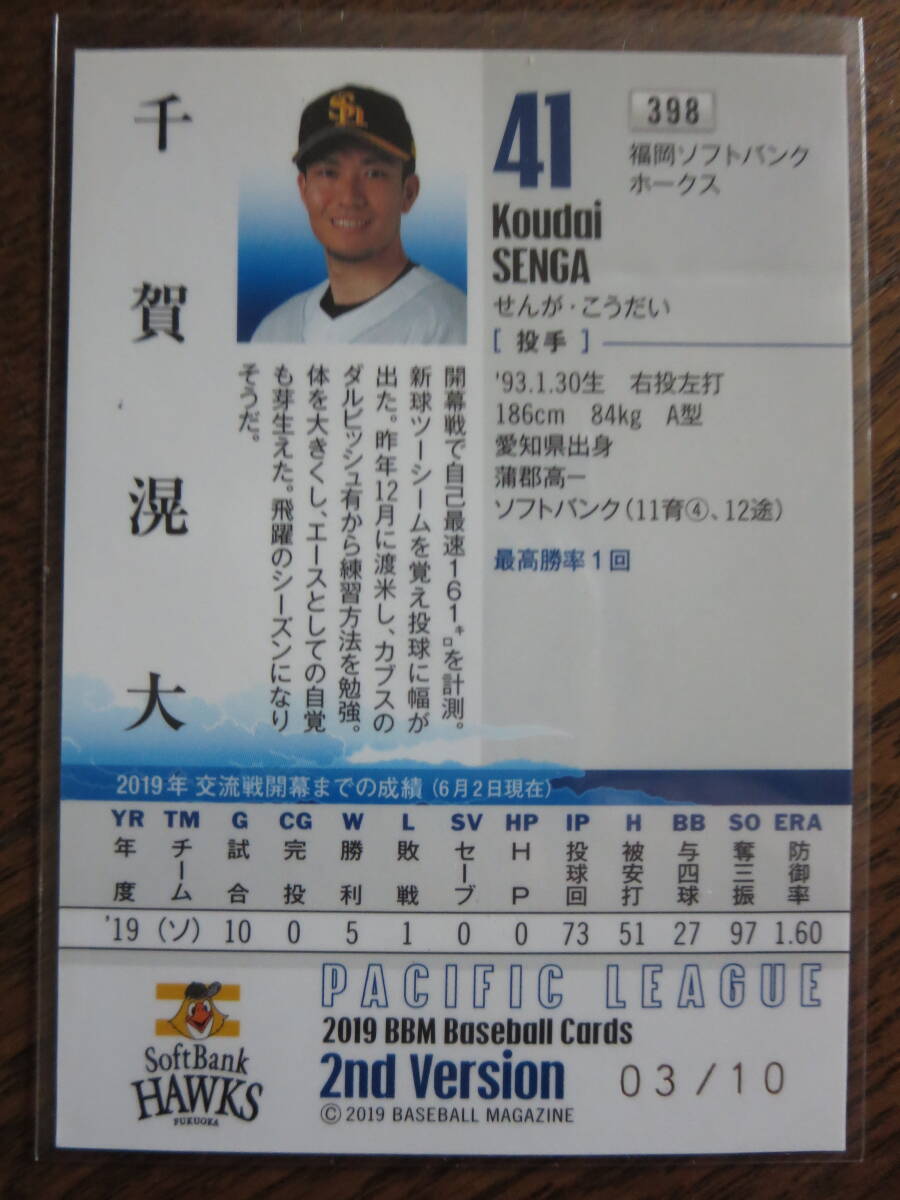 千賀滉大
SH
41
398
福岡ソフトバンク
ホークス
Koudai
SENGA
せんが・こうだい
[ 投手 ]
'93.1.30生 右投左打
186cm 84kg A型
愛知県出身
蒲郡高ー
ソフトバンク(11育④、12途)
最高勝率1回
開幕戦で自己最速161㌔を計測。
新球ツーシームを覚え投球に幅が
出た。昨年12月に渡米し、カブスの
ダルビッシュ有から練習方法を勉強。
体を大きくし、エースとしての自覚
も芽生えた。飛躍のシーズンになり
そうだ。
2019年 交流戦開幕までの成績 (6月2日現在)
YR TM G CG W L SV HP IP H BB SO ERA
年度 チーム 試合 完投 勝利 敗戦 セーブ HP 投球回 被安打 与四球 奪三振 防御率
'19 (ソ) 10 0 5 1 0 0 73 51 27 97 1.60
PACIFIC LEAGUE
2019 BBM Baseball Cards
2nd Version
© 2019 BASEBALL MAGAZINE
03/10
SoftBank
HAWKS
FUKUOKA